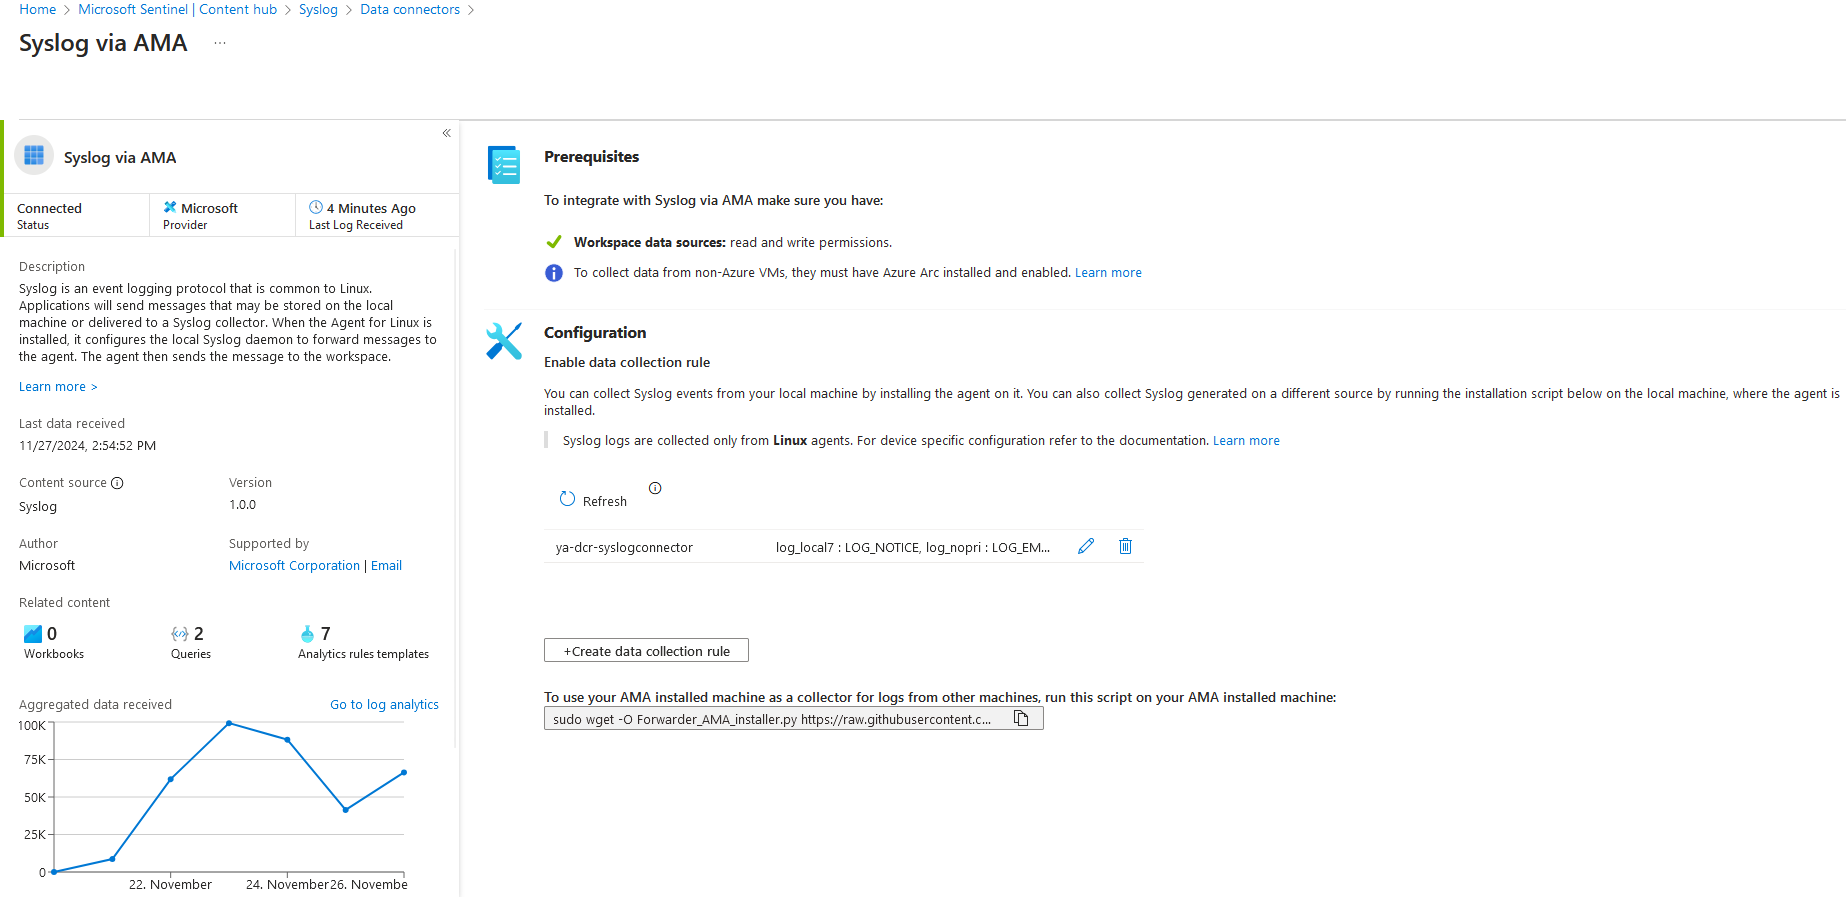 Home > Microsoft Sentinel | Content hub > Syslog > Data connectors >
Syslog via AMA ...
«
Syslog via AMA
Connected
Status
Microsoft
Provider
4 Minutes Ago
Last Log Received
Description
Syslog is an event logging protocol that is common to Linux.
Applications will send messages that may be stored on the local
machine or delivered to a Syslog collector. When the Agent for Linux is
installed, it configures the local Syslog daemon to forward messages to
the agent. The agent then sends the message to the workspace.
Learn more >
Last data received
11/27/2024, 2:54:52 PM
Content source
Syslog
Version
1.0.0
Author
Microsoft
Supported by
Microsoft Corporation | Email
Related content
0
Workbooks
2
Queries
7
Analytics rules templates
Aggregated data received
Go to log analytics
100K
75K
50K
25K
0
22. November
24. November
26. Novembe
Prerequisites
To integrate with Syslog via AMA make sure you have:
Workspace data sources: read and write permissions.
To collect data from non-Azure VMs, they must have Azure Arc installed and enabled. Learn more
Configuration
Enable data collection rule
You can collect Syslog events from your local machine by installing the agent on it. You can also collect Syslog generated on a different source by running the installation script below on the local machine, where the agent is
installed.
Syslog logs are collected only from Linux agents. For device specific configuration refer to the documentation. Learn more
Refresh
ya-dcr-syslogconnector
log_local7 : LOG_NOTICE, log_nopri : LOG_EM...
+Create data collection rule
To use your AMA installed machine as a collector for logs from other machines, run this script on your AMA installed machine:
sudo wget -O Forwarder_AMA_installer.py https://raw.githubusercontent.c...